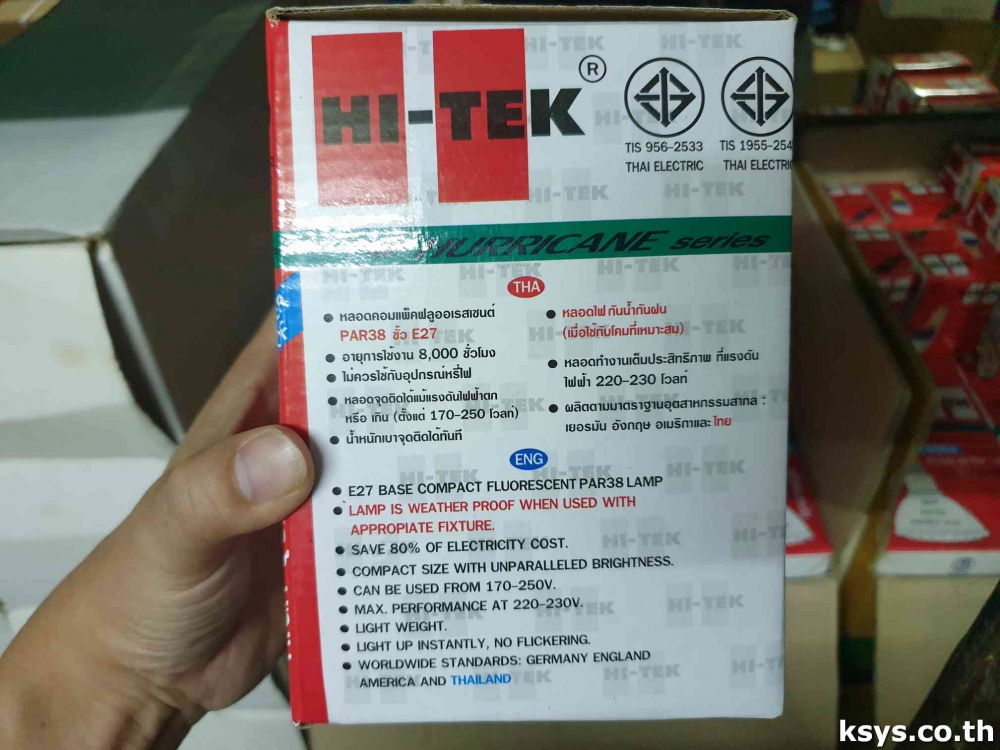 HI-TEK ®
TIS 956-2533
THAI ELECTRIC
TIS 1955-254
THAI ELECTRIC
HURRICANE series
THA
หลอดคอมแพ็คฟลูออเรสเซนต์
PAR38 ขั้ว E27
อายุการใช้งาน 8,000 ชั่วโมง
ไม่ควรใช้กับอุปกรณ์หรี่ไฟ
หลอดจุดติดได้แม้แรงดันไฟฟ้าตก
หรือ เกิน (ตั้งแต่ 170-250 โวลท์)
น้ำหนักเบาจุดติดได้ทันที
หลอดไฟ กันน้ำกันฝน
(เมื่อใช้กับโคมที่เหมาะสม)
หลอดทำงานเต็มประสิทธิภาพ ที่แรงดัน
ไฟฟ้า 220-230 โวลท์
ผลิตตามมาตราฐานอุตสาหกรรมสากล :
เยอรมัน อังกฤษ อเมริกาและไทย
ENG
E27 BASE COMPACT FLUORESCENT PAR38 LAMP
LAMP IS WEATHER PROOF WHEN USED WITH
APPROPIATE FIXTURE.
SAVE 80% OF ELECTRICITY COST.
COMPACT SIZE WITH UNPARALLELED BRIGHTNESS.
CAN BE USED FROM 170-250V.
MAX. PERFORMANCE AT 220-230V.
LIGHT WEIGHT.
LIGHT UP INSTANTLY, NO FLICKERING.
WORLDWIDE STANDARDS: GERMANY ENGLAND
AMERICA AND THAILAND
ksys.co.th